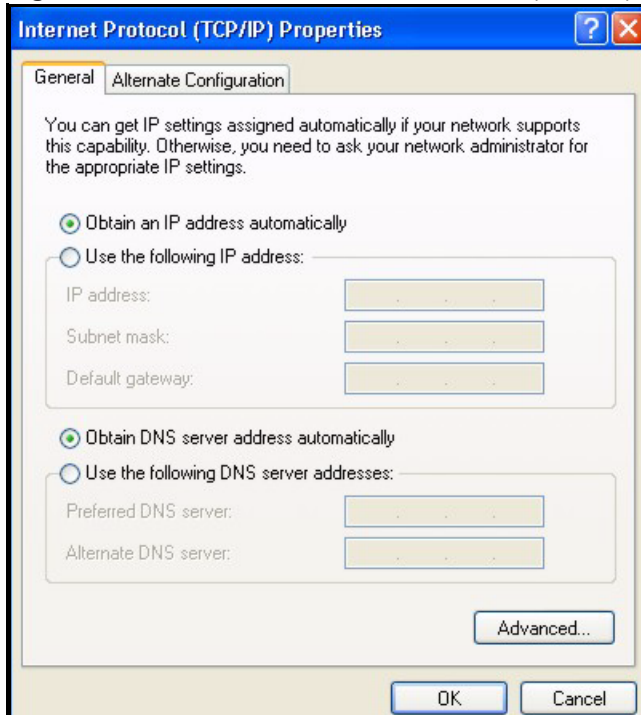 Internet Protocol (TCP/IP) Properties
General
Alternate Configuration
You can get IP settings assigned automatically if your network supports
this capability. Otherwise, you need to ask your network administrator for
the appropriate IP settings.
Obtain an IP address automatically
Use the following IP address:
IP address:
Subnet mask:
Default gateway:
Obtain DNS server address automatically
Use the following DNS server addresses:
Preferred DNS server:
Alternate DNS server:
Advanced...
OK
Cancel